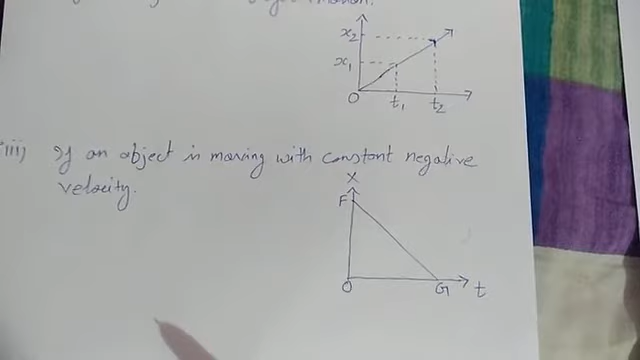 x2
x1
O
t1
t2
iii) If an object is moving with constant negative
velocity.
X
F
O
G
t